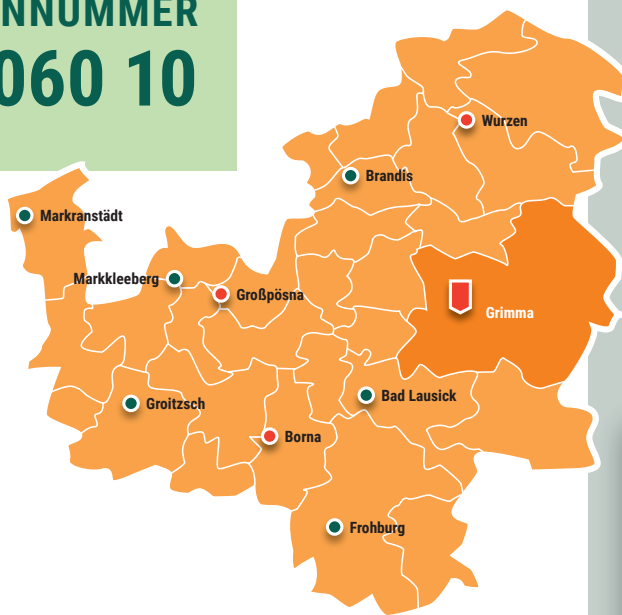 NNUMMER
060 10
Wurzen
Brandis
Markranstädt
Markkleeberg
Großpösna
Grimma
Bad Lausick
Groitzsch
Borna
Frohburg